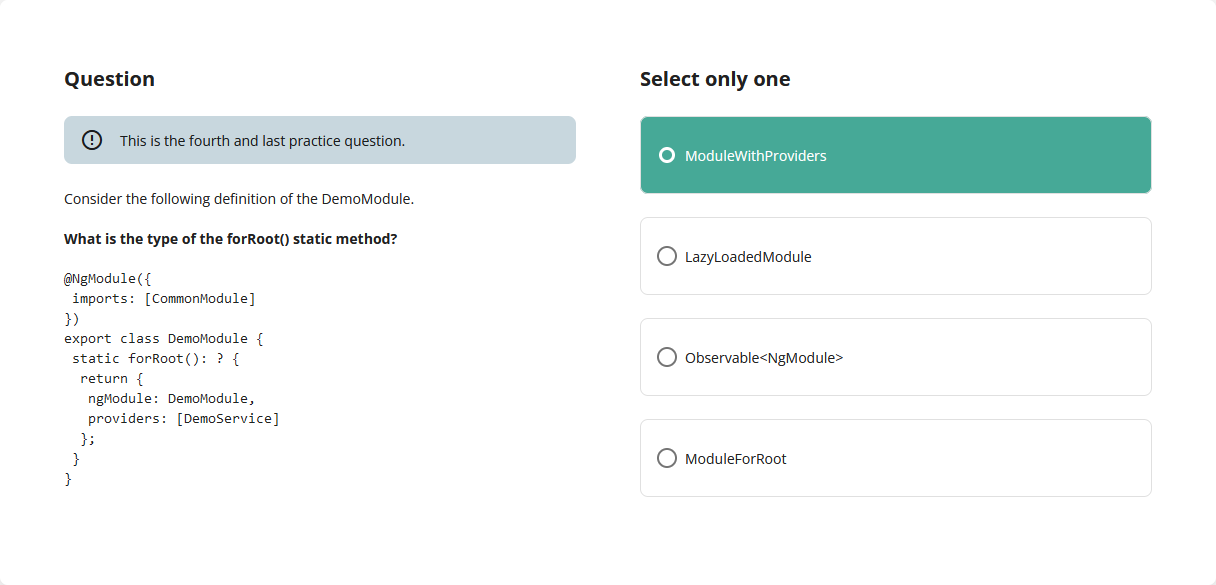 Question
This is the fourth and last practice question.
Consider the following definition of the DemoModule.
What is the type of the forRoot() static method?
@NgModule({
 imports: [CommonModule]
})
export class DemoModule {
 static forRoot(): ? {
  return {
   ngModule: DemoModule,
   providers: [DemoService]
  };
 }
}
Select only one
ModuleWithProviders
LazyLoadedModule
Observable<NgModule>
ModuleForRoot